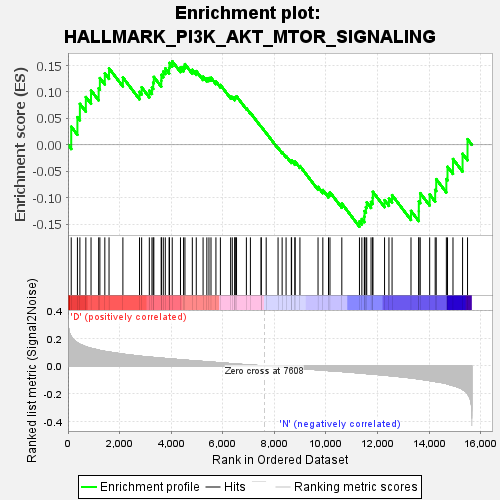 Enrichment plot:
HALLMARK_PI3K_AKT_MTOR_SIGNALING
Enrichment score (ES)
0.15
0.10
0.05
0.00
-0.05
-0.10
-0.15
Ranked list metric (Signal2Noise)
0.4
0.2
0.0
-0.2
-0.4
'D' (positively correlated)
Zero cross at 7608
'N' (negatively correlated)
0
2,000
4,000
6,000
8,000
10,000
12,000
14,000
16,000
Rank in Ordered Dataset
Enrichment profile
Hits
Ranking metric scores